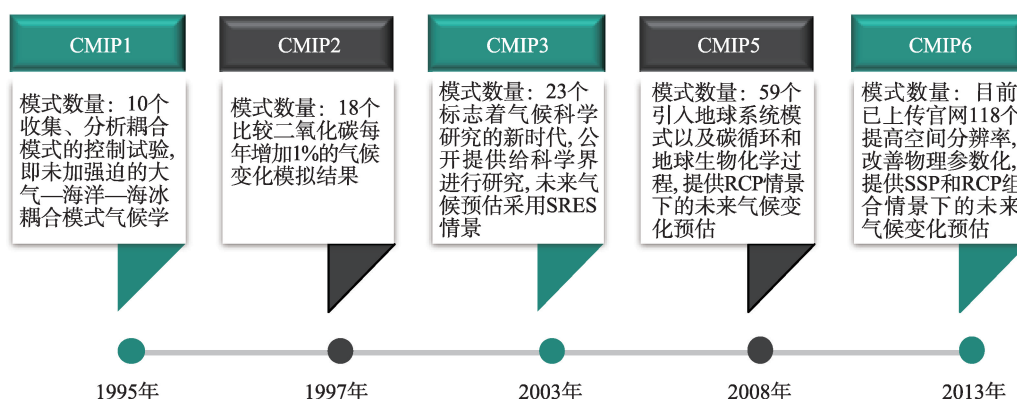 CMIP1
模式数量：10个
收集、分析耦合
模式的控制试验,
即未加强迫的大
气—海洋—海冰
耦合模式气候学
CMIP2
模式数量：18个
比较二氧化碳每
年增加1%的气候
变化模拟结果
CMIP3
模式数量：23个
标志着气候科学
研究的新时代, 公
开提供给科学界
进行研究, 未来气
候预估采用SRES
情景
CMIP5
模式数量：59个
引入地球系统模
式以及碳循环和
地球生物化学过
程, 提供RCP情景
下的未来气候变
化预估
CMIP6
模式数量：目前
已上传官网118个
提高空间分辨率,
改善物理参数化,
提供SSP和RCP组
合情景下的未来
气候变化预估
1995年
1997年
2003年
2008年
2013年